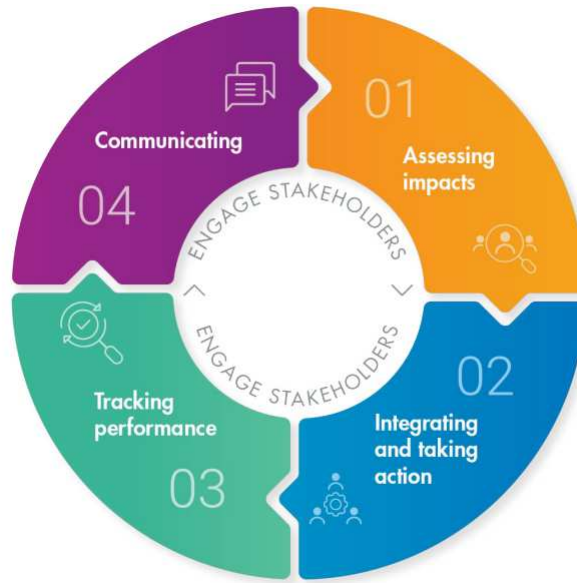 01
Assessing
impacts
02
Integrating
and taking
action
03
Tracking
performance
04
Communicating
ENGAGE STAKEHOLDERS
ENGAGE STAKEHOLDERS